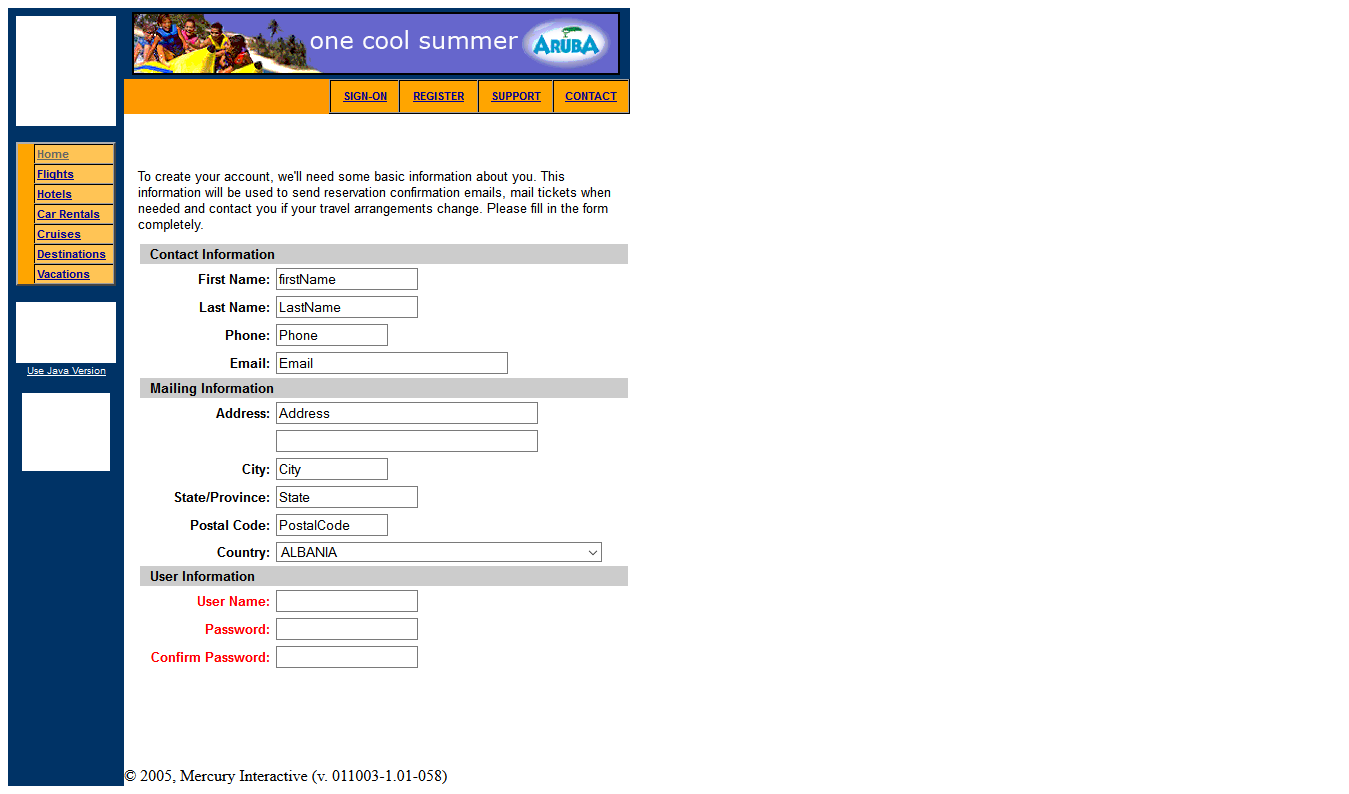 one cool summer ARUBA
SIGN-ON REGISTER SUPPORT CONTACT
Home
Flights
Hotels
Car Rentals
Cruises
Destinations
Vacations
Use Java Version
To create your account, we'll need some basic information about you. This
information will be used to send reservation confirmation emails, mail tickets when
needed and contact you if your travel arrangements change. Please fill in the form
completely.
Contact Information
First Name: firstName
Last Name: LastName
Phone: Phone
Email: Email
Mailing Information
Address: Address
City: City
State/Province: State
Postal Code: PostalCode
Country: ALBANIA
User Information
User Name:
Password:
Confirm Password:
© 2005, Mercury Interactive (v. 011003-1.01-058)